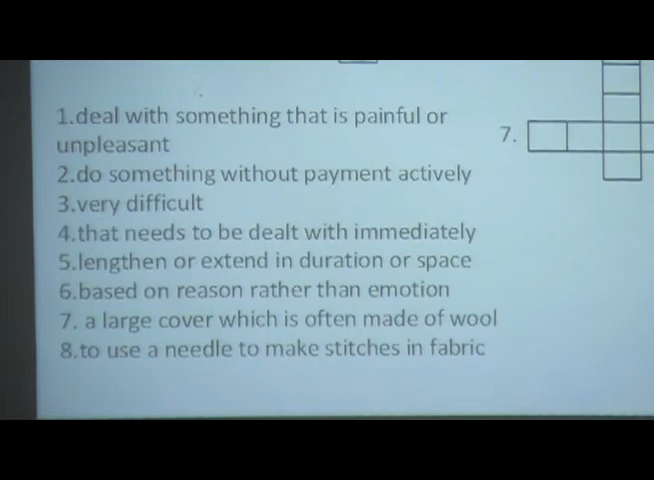 1.deal with something that is painful or
unpleasant
2.do something without payment actively
3.very difficult
4.that needs to be dealt with immediately
5.lengthen or extend in duration or space
6.based on reason rather than emotion
7. a large cover which is often made of wool
8.to use a needle to make stitches in fabric
7.